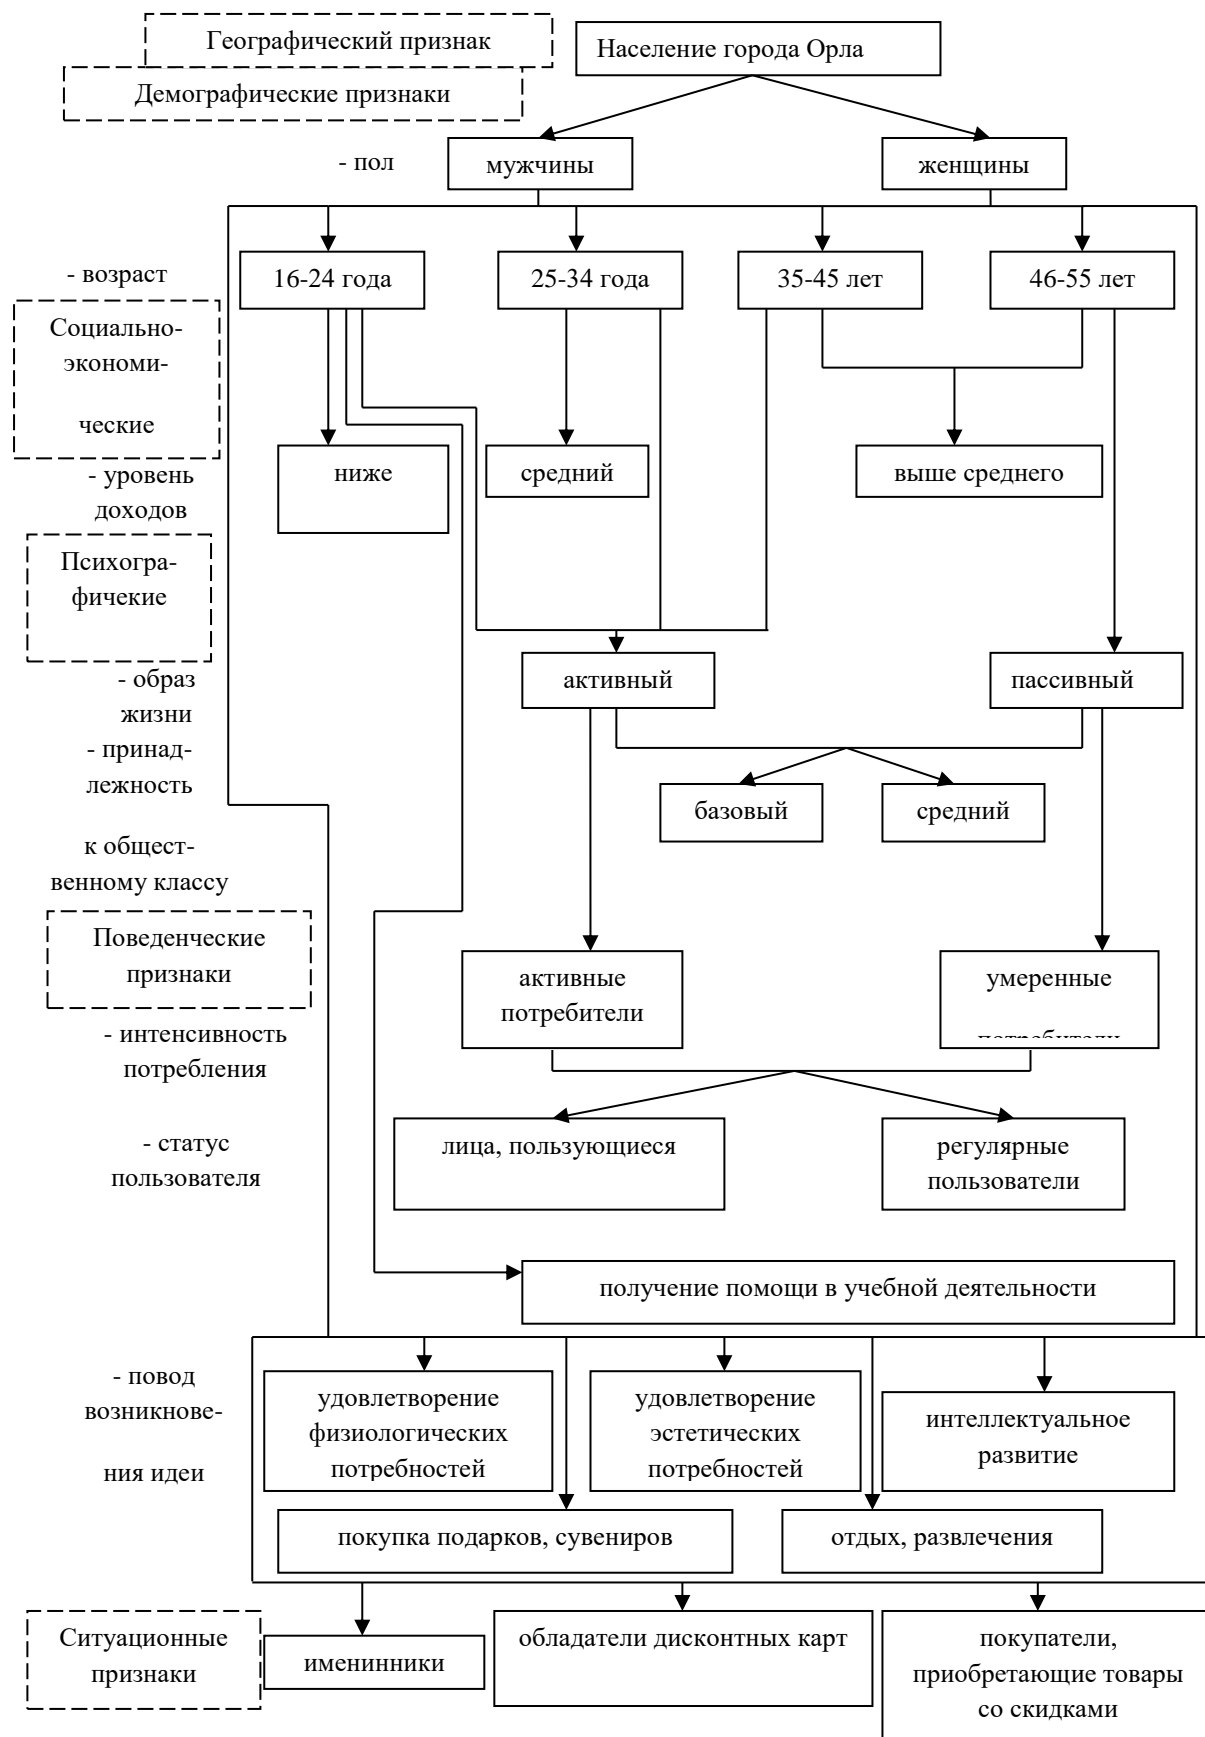 Географический признак
Население города Орла
Демографические признаки
- пол
мужчины
женщины
- возраст
16-24 года
25-34 года
35-45 лет
46-55 лет
Социально-
экономи-
ческие
- уровень
доходов
ниже
средний
выше среднего
Психогра-
фичекие
- образ
жизни
активный
пассивный
- принад-
лежность
к общест-
венному классу
базовый
средний
Поведенческие
признаки
- интенсивность
потребления
активные
потребители
умеренные
- статус
пользователя
лица, пользующиеся
регулярные
пользователи
получение помощи в учебной деятельности
- повод
возникнове-
ния идеи
удовлетворение
физиологических
потребностей
удовлетворение
эстетических
потребностей
интеллектуальное
развитие
покупка подарков, сувениров
отдых, развлечения
Ситуационные
признаки
именинники
обладатели дисконтных карт
покупатели,
приобретающие товары
со скидками